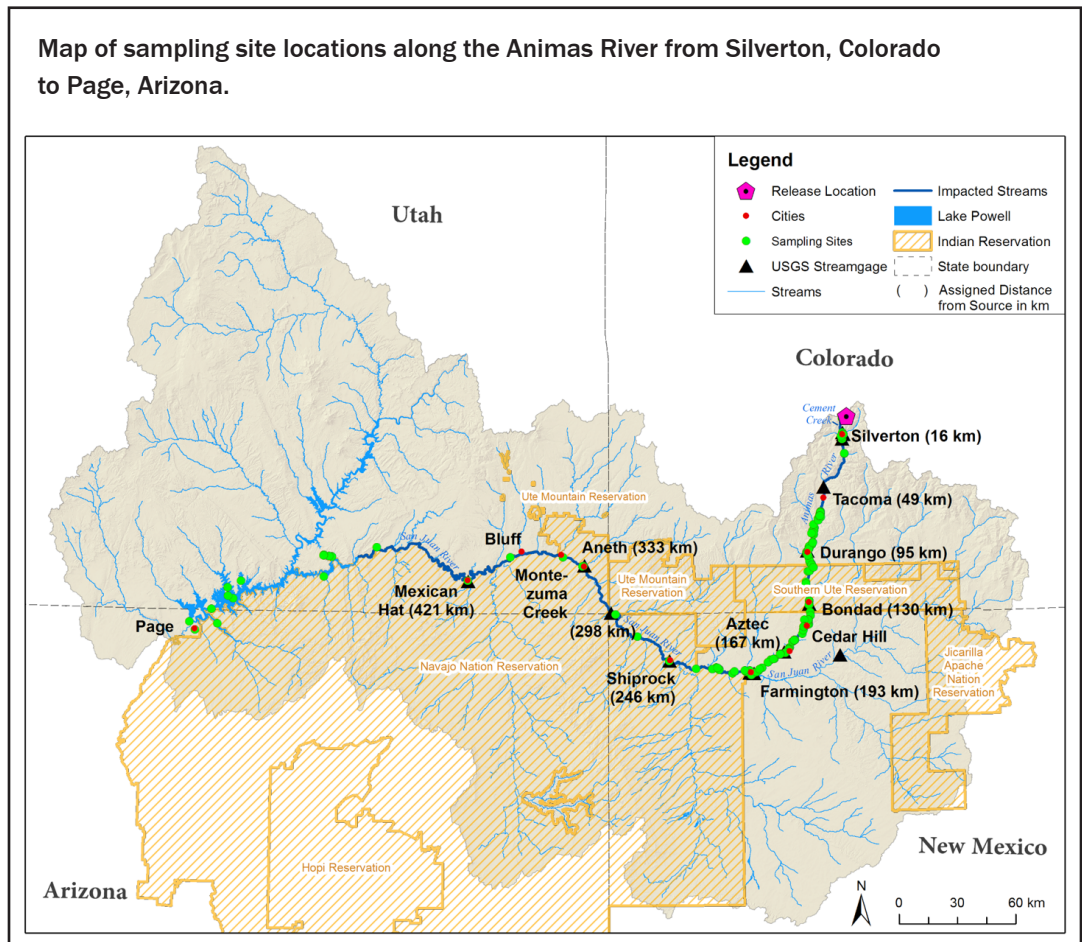 Map of sampling site locations along the Animas River from Silverton, Colorado
to Page, Arizona.
Legend
Release Location
Cities
Sampling Sites
USGS Streamgage
Streams
Impacted Streams
Lake Powell
Indian Reservation
State boundary
( ) Assigned Distance
from Source in km
Utah
Colorado
Cement
Creek
Silverton (16 km)
Animas River
Tacoma (49 km)
Ute Mountain Reservation
San Juan River
Bluff
Aneth (333 km)
Durango (95 km)
Mexican
Hat (421 km)
Monte-
zuma
Creek
Ute Mountain
Reservation
Southern Ute Reservation
Bondad (130 km)
Page
(298 km)
San Juan River
Aztec
(167 km)
Cedar Hill
Navajo Nation Reservation
Shiprock
(246 km)
San Juan River
Farmington (193 km)
Jicarilla
Apache
Nation
Reservation
Hopi Reservation
Arizona
New Mexico
N
0 30 60 km